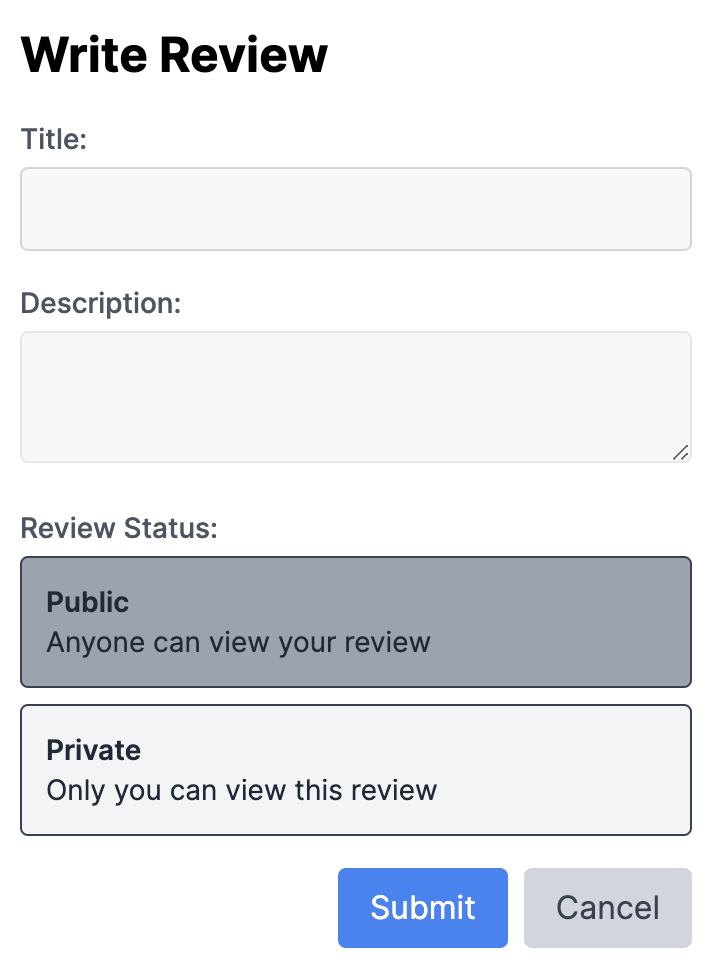 Write Review
Title:
Description:
Review Status:
Public
Anyone can view your review
Private
Only you can view this review
Submit Cancel